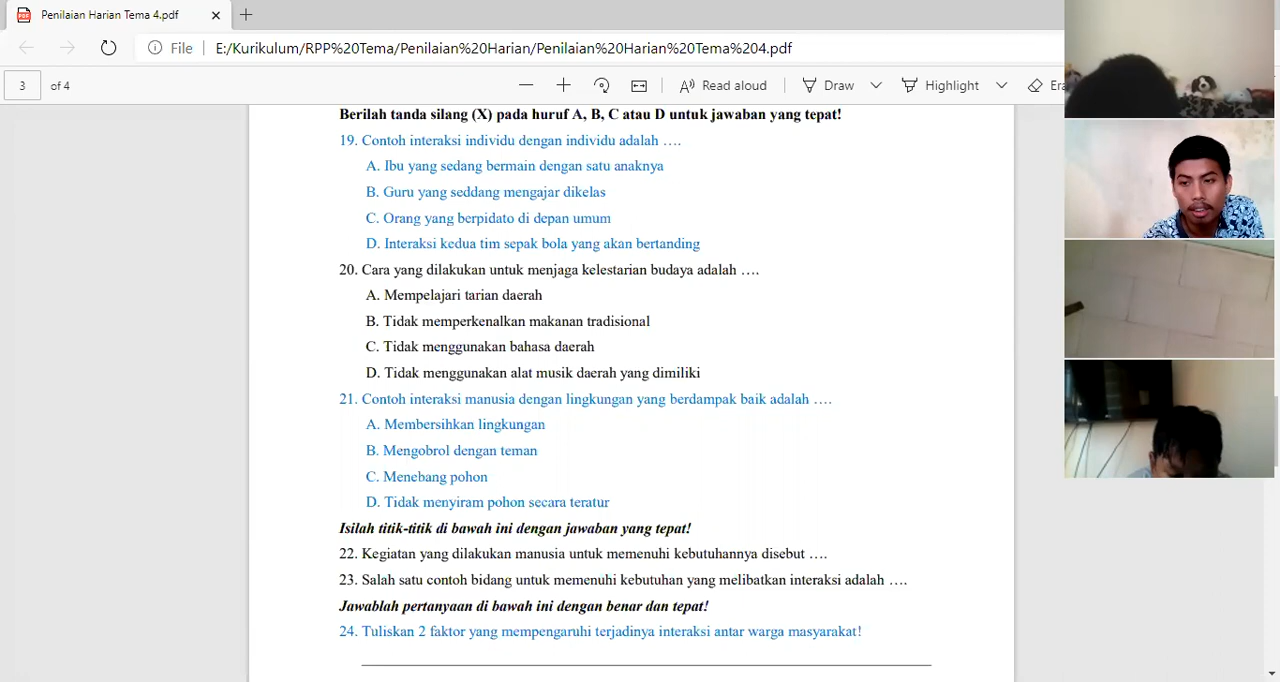 Penilaian Harian Tema 4.pdf
File
E:/Kurikulum/RPP%20Tema/Penilaian%20Harian/Penilaian%20Harian%20Tema%204.pdf
3 of 4
Read aloud
Draw
Highlight
Era
Berilah tanda silang (X) pada huruf A, B, C atau D untuk jawaban yang tepat!
19. Contoh interaksi individu dengan individu adalah ….
A. Ibu yang sedang bermain dengan satu anaknya
B. Guru yang seddang mengajar dikelas
C. Orang yang berpidato di depan umum
D. Interaksi kedua tim sepak bola yang akan bertanding
20. Cara yang dilakukan untuk menjaga kelestarian budaya adalah ….
A. Mempelajari tarian daerah
B. Tidak memperkenalkan makanan tradisional
C. Tidak menggunakan bahasa daerah
D. Tidak menggunakan alat musik daerah yang dimiliki
21. Contoh interaksi manusia dengan lingkungan yang berdampak baik adalah ….
A. Membersihkan lingkungan
B. Mengobrol dengan teman
C. Menebang pohon
D. Tidak menyiram pohon secara teratur
Isilah titik-titik di bawah ini dengan jawaban yang tepat!
22. Kegiatan yang dilakukan manusia untuk memenuhi kebutuhannya disebut ….
23. Salah satu contoh bidang untuk memenuhi kebutuhan yang melibatkan interaksi adalah ….
Jawablah pertanyaan di bawah ini dengan benar dan tepat!
24. Tuliskan 2 faktor yang mempengaruhi terjadinya interaksi antar warga masyarakat!